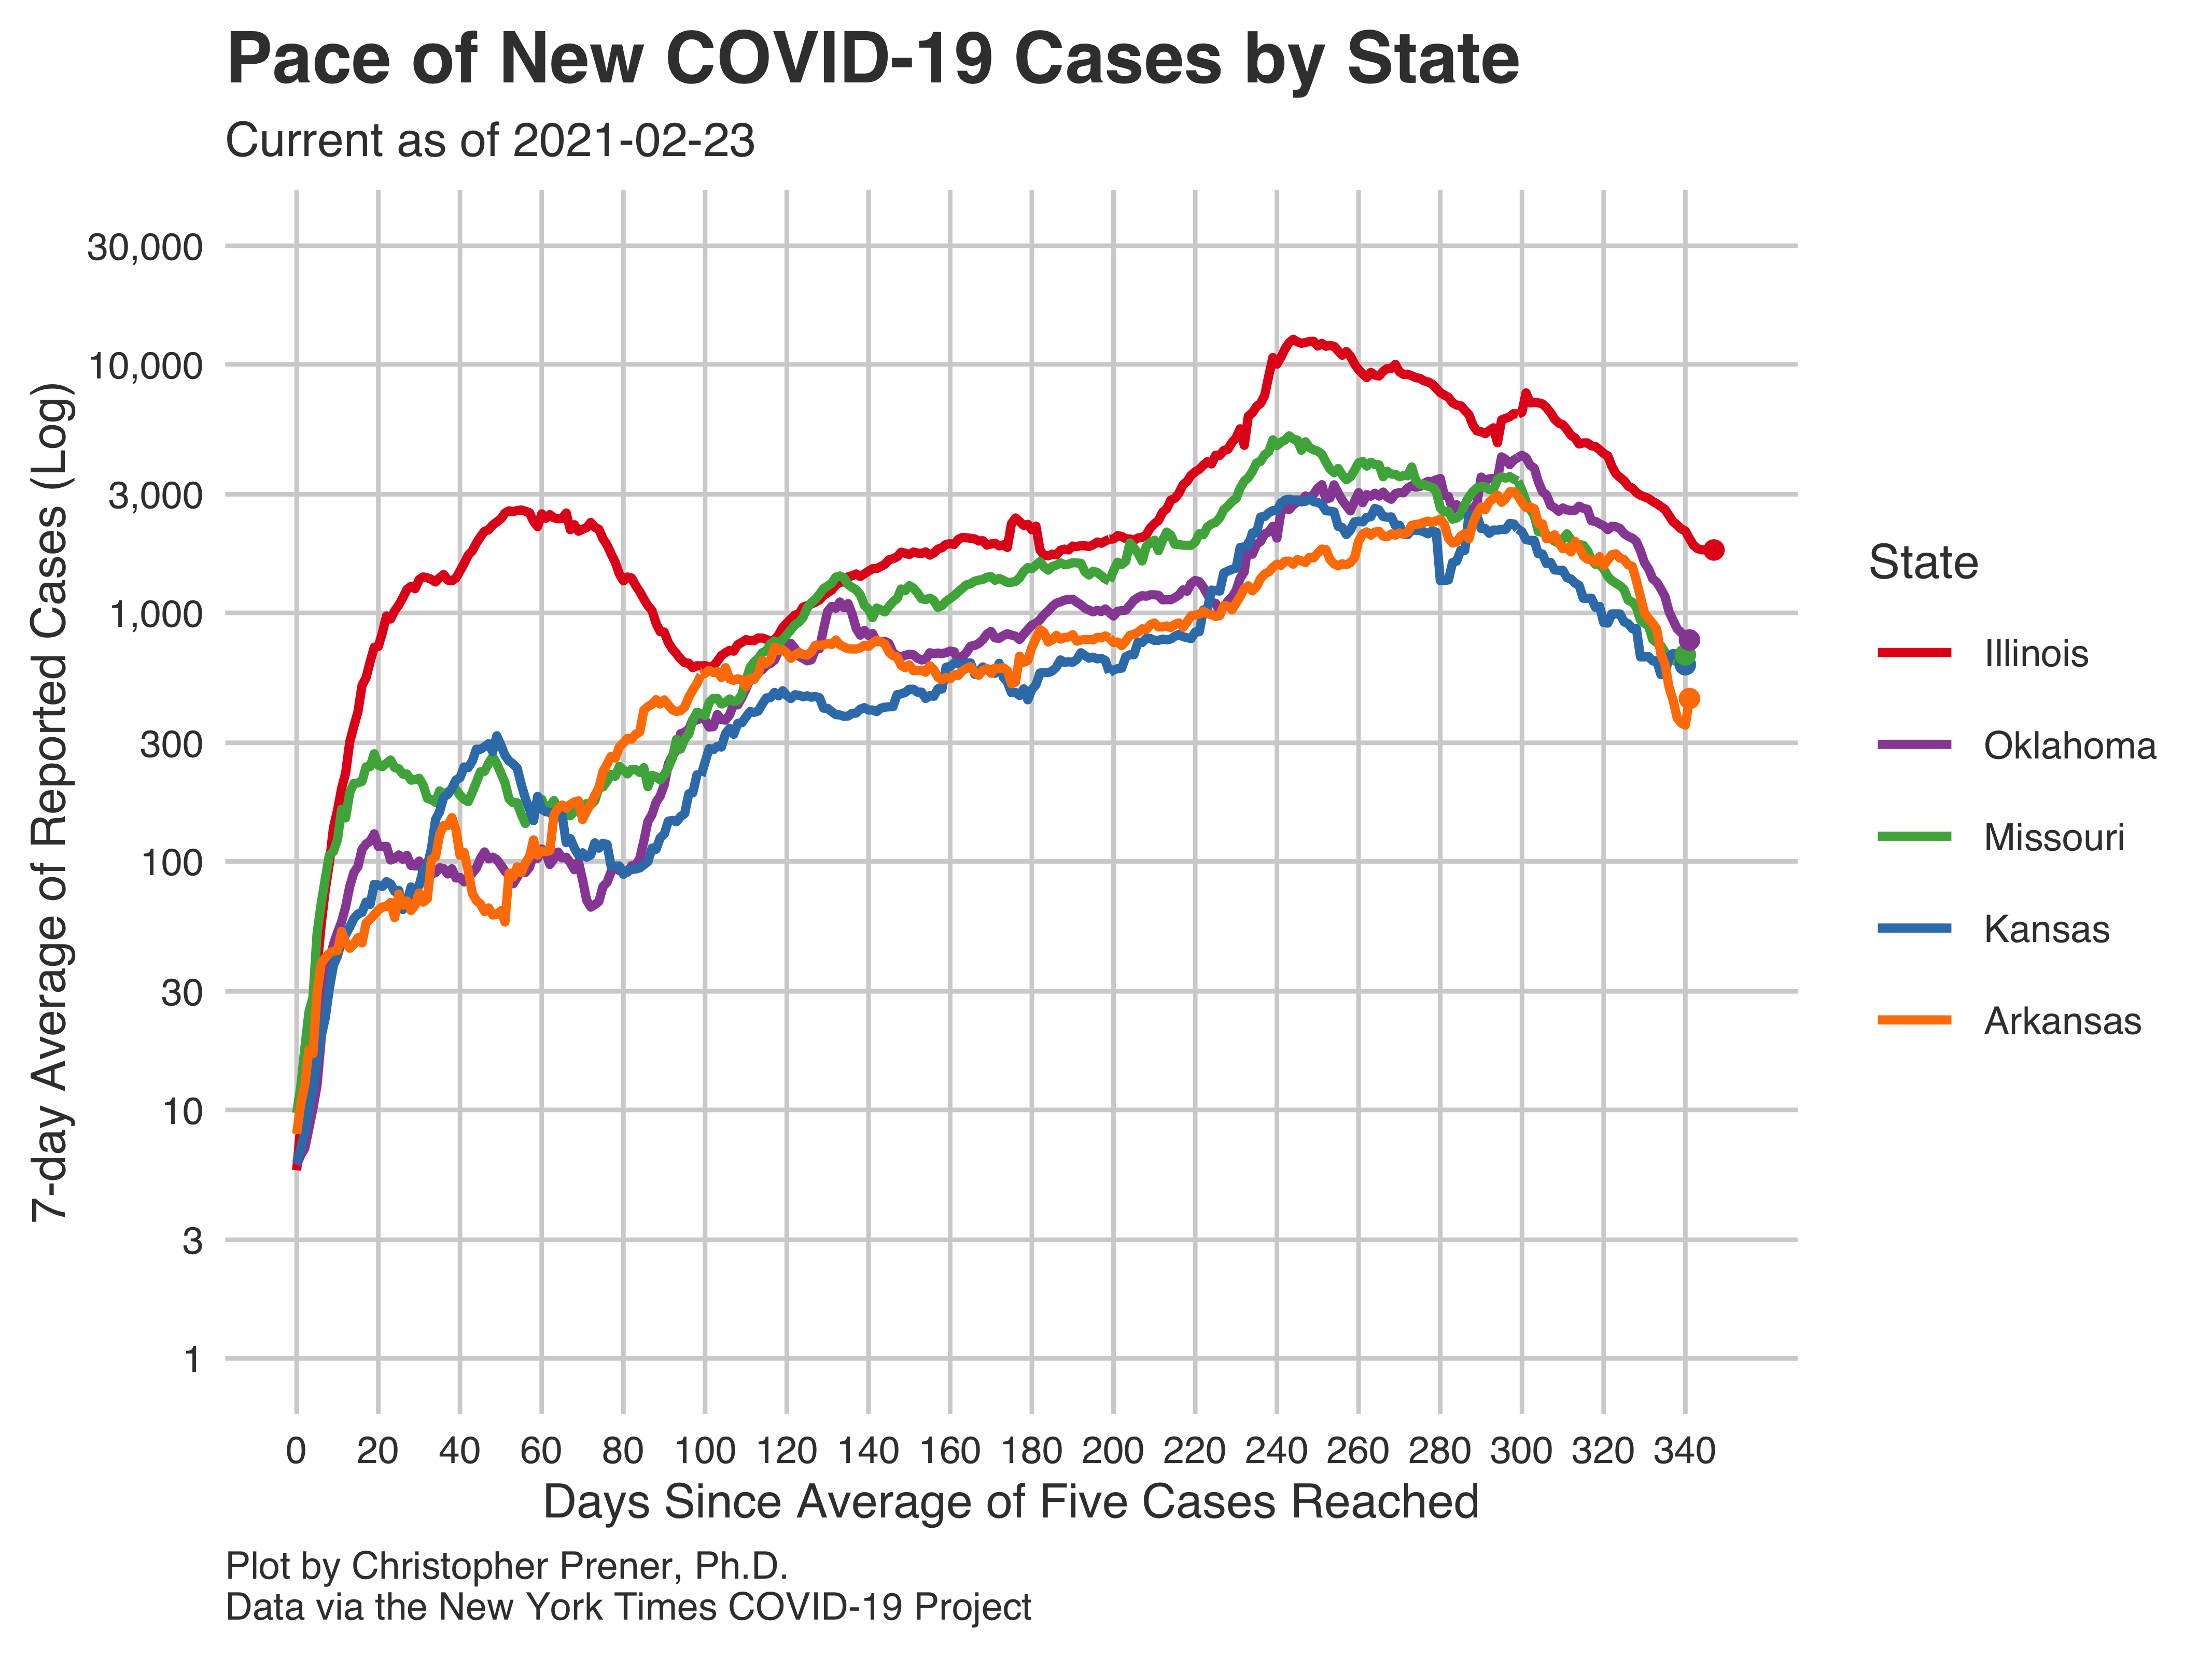 Pace of New COVID-19 Cases by State
Current as of 2021-02-23
7-day Average of Reported Cases (Log)
30,000
10,000
3,000
1,000
300
100
30
10
3
1
0 20 40 60 80 100 120 140 160 180 200 220 240 260 280 300 320 340
Days Since Average of Five Cases Reached
State
Illinois
Oklahoma
Missouri
Kansas
Arkansas
Plot by Christopher Prener, Ph.D.
Data via the New York Times COVID-19 Project